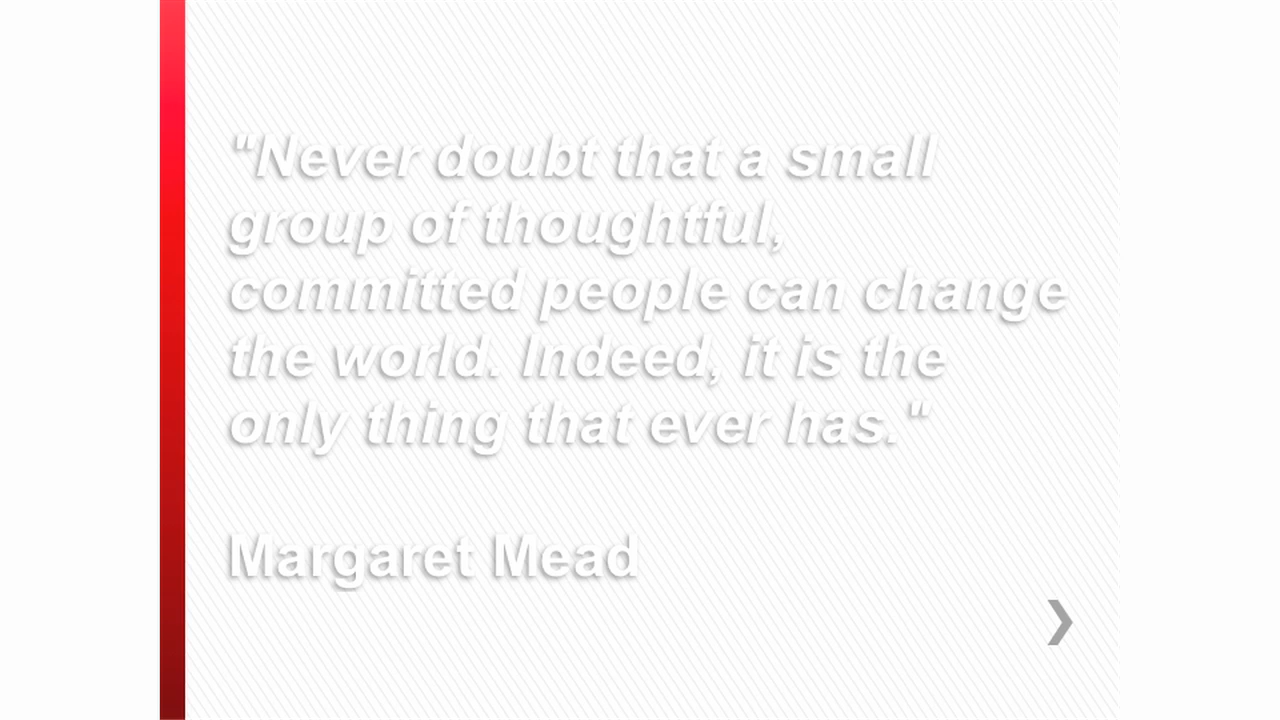 "Never doubt that a small
group of thoughtful,
committed people can change
the world. Indeed, it is the
only thing that ever has."
Margaret Mead